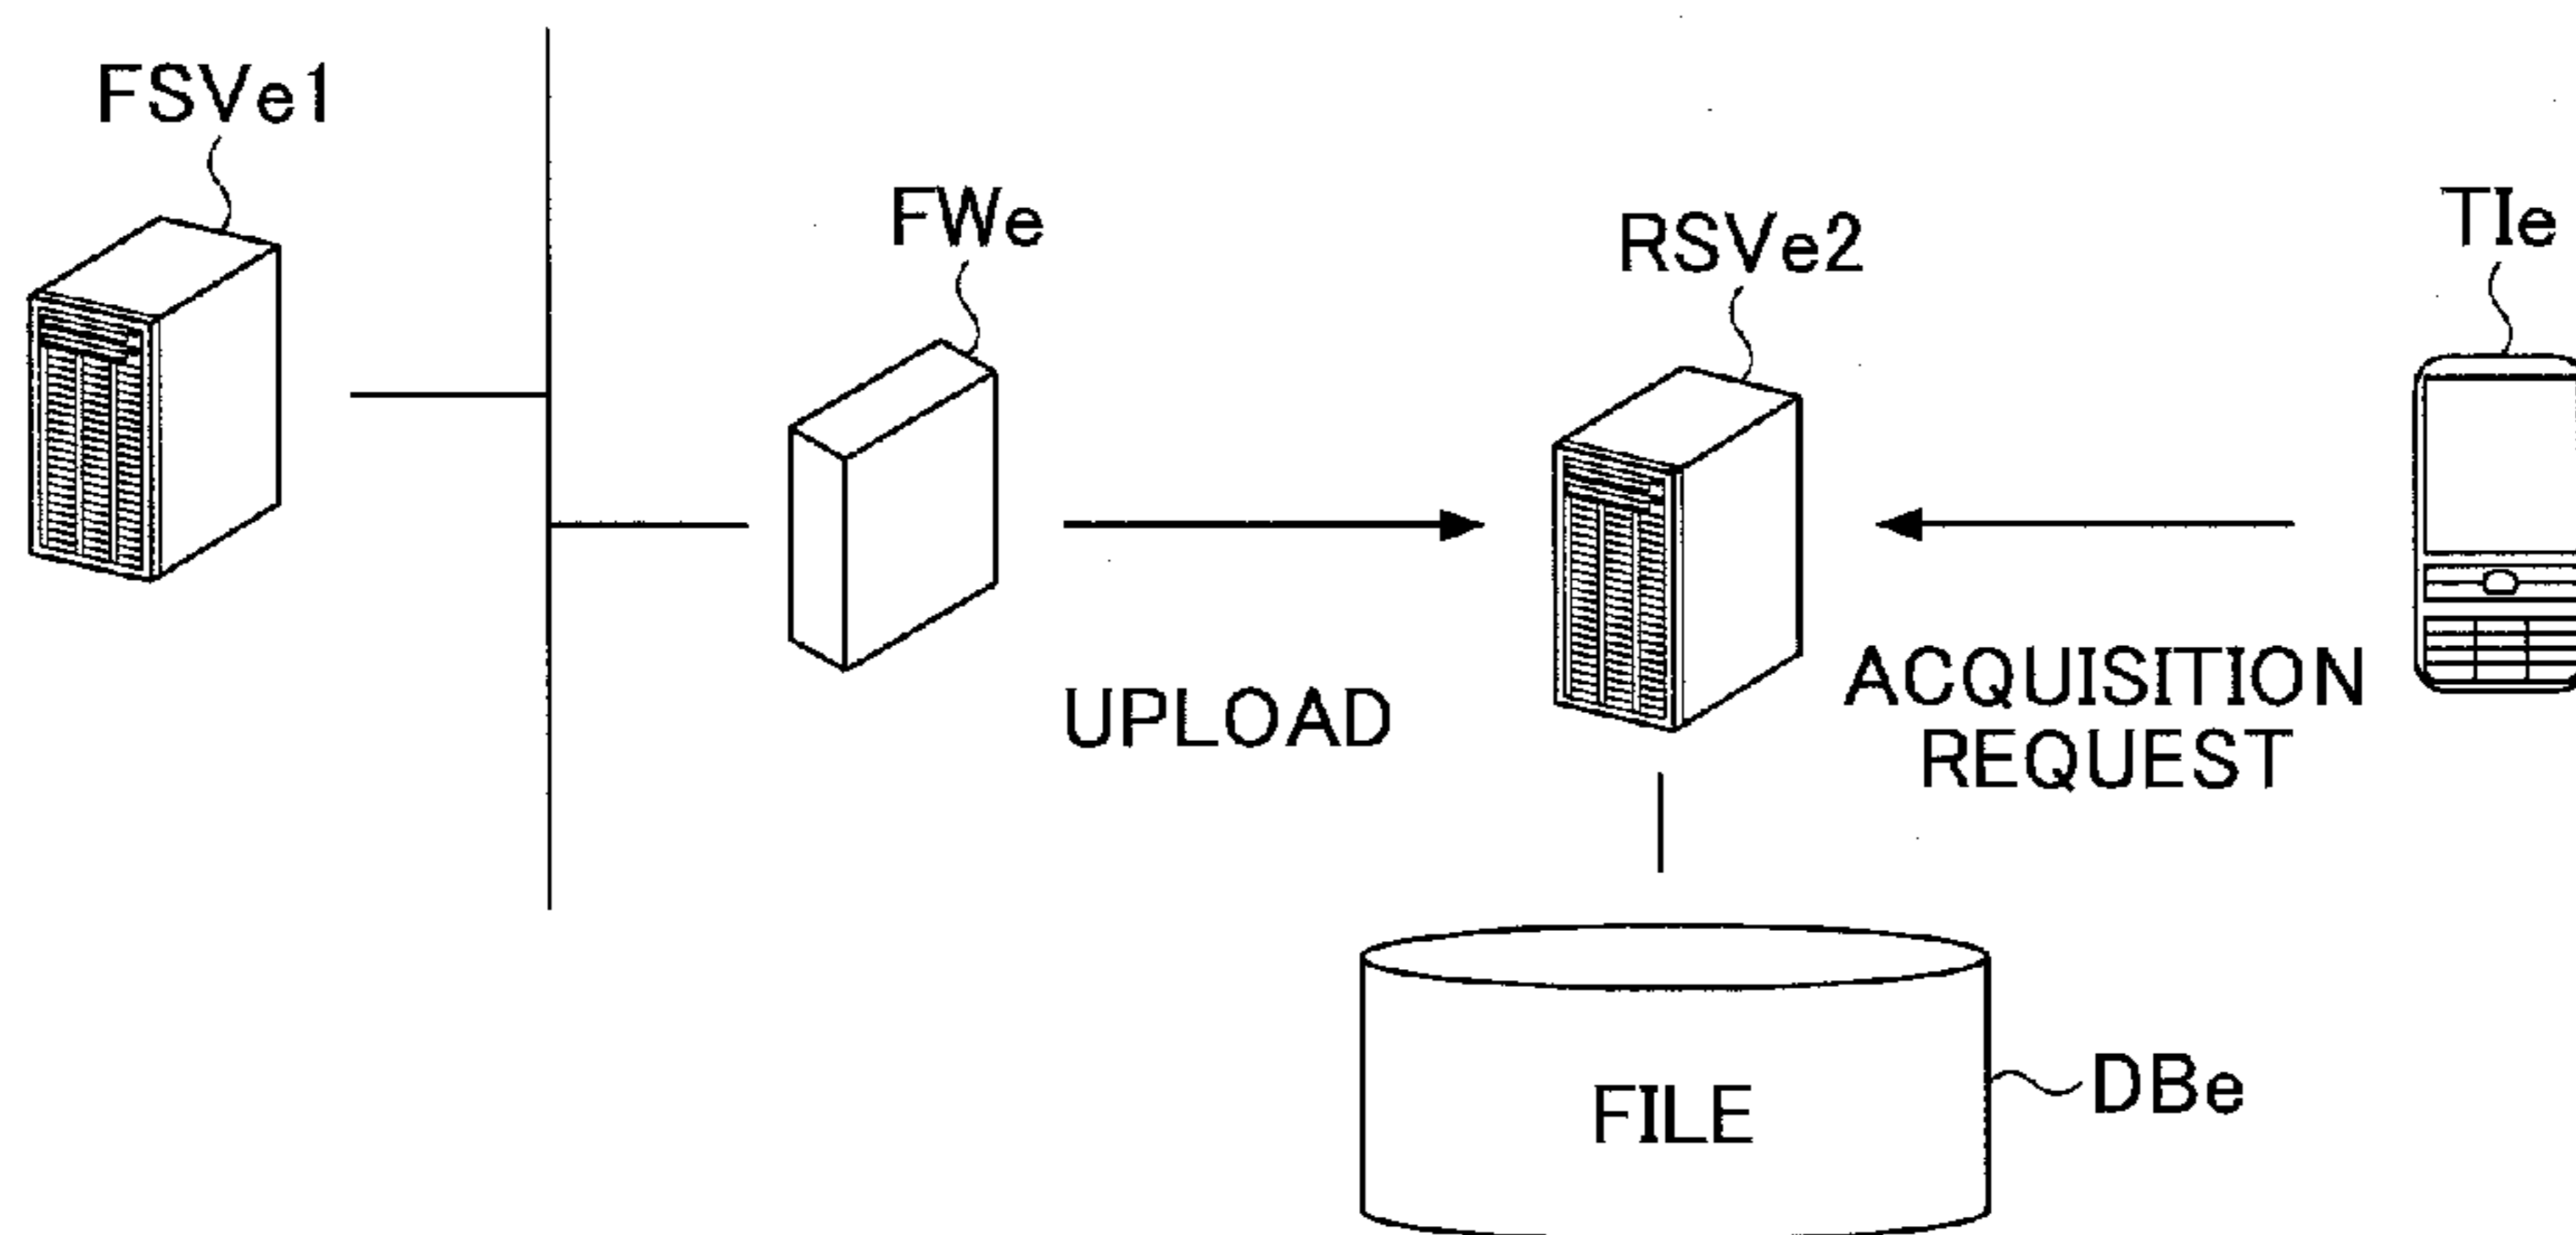 FSVe1
FWe
RSVe2
TIe
UPLOAD
ACQUISITION
REQUEST
FILE
DBe